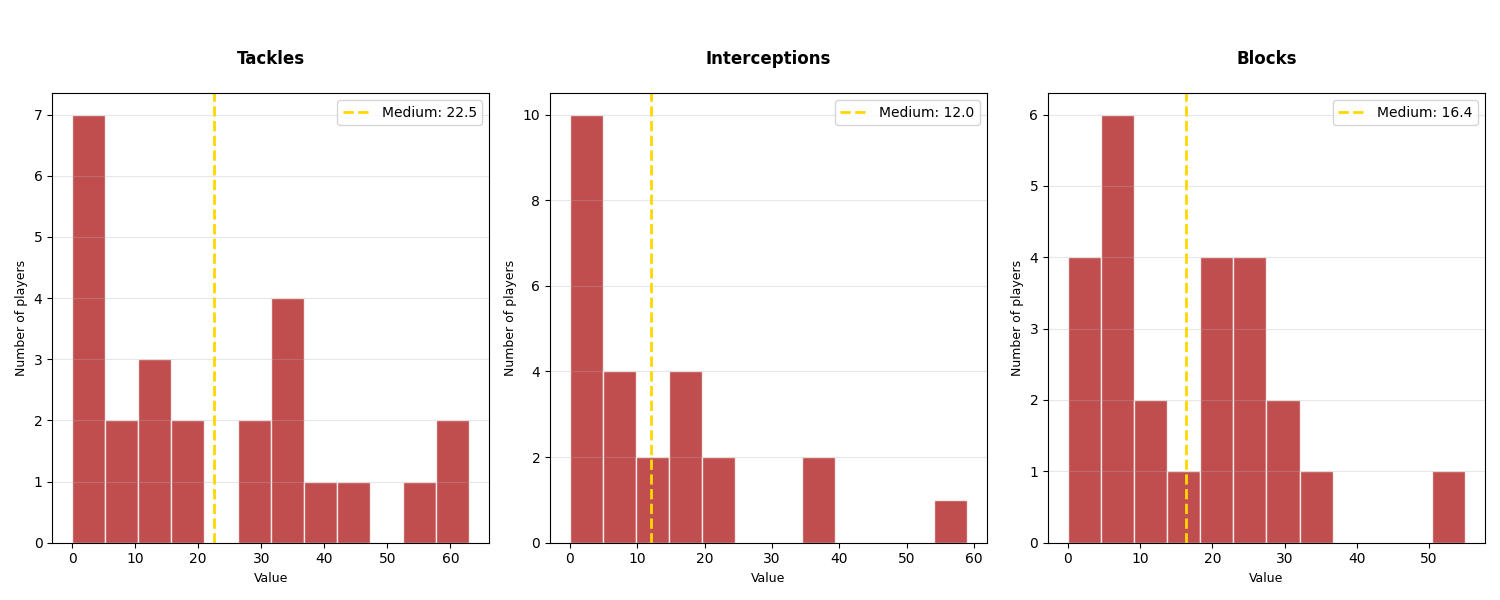 Tackles
Medium: 22.5
Number of players
7
6
5
4
3
2
1
0
0 10 20 30 40 50 60
Value
Interceptions
Medium: 12.0
Number of players
10
8
6
4
2
0
0 10 20 30 40 50 60
Value
Blocks
Medium: 16.4
Number of players
6
5
4
3
2
1
0
0 10 20 30 40 50
Value